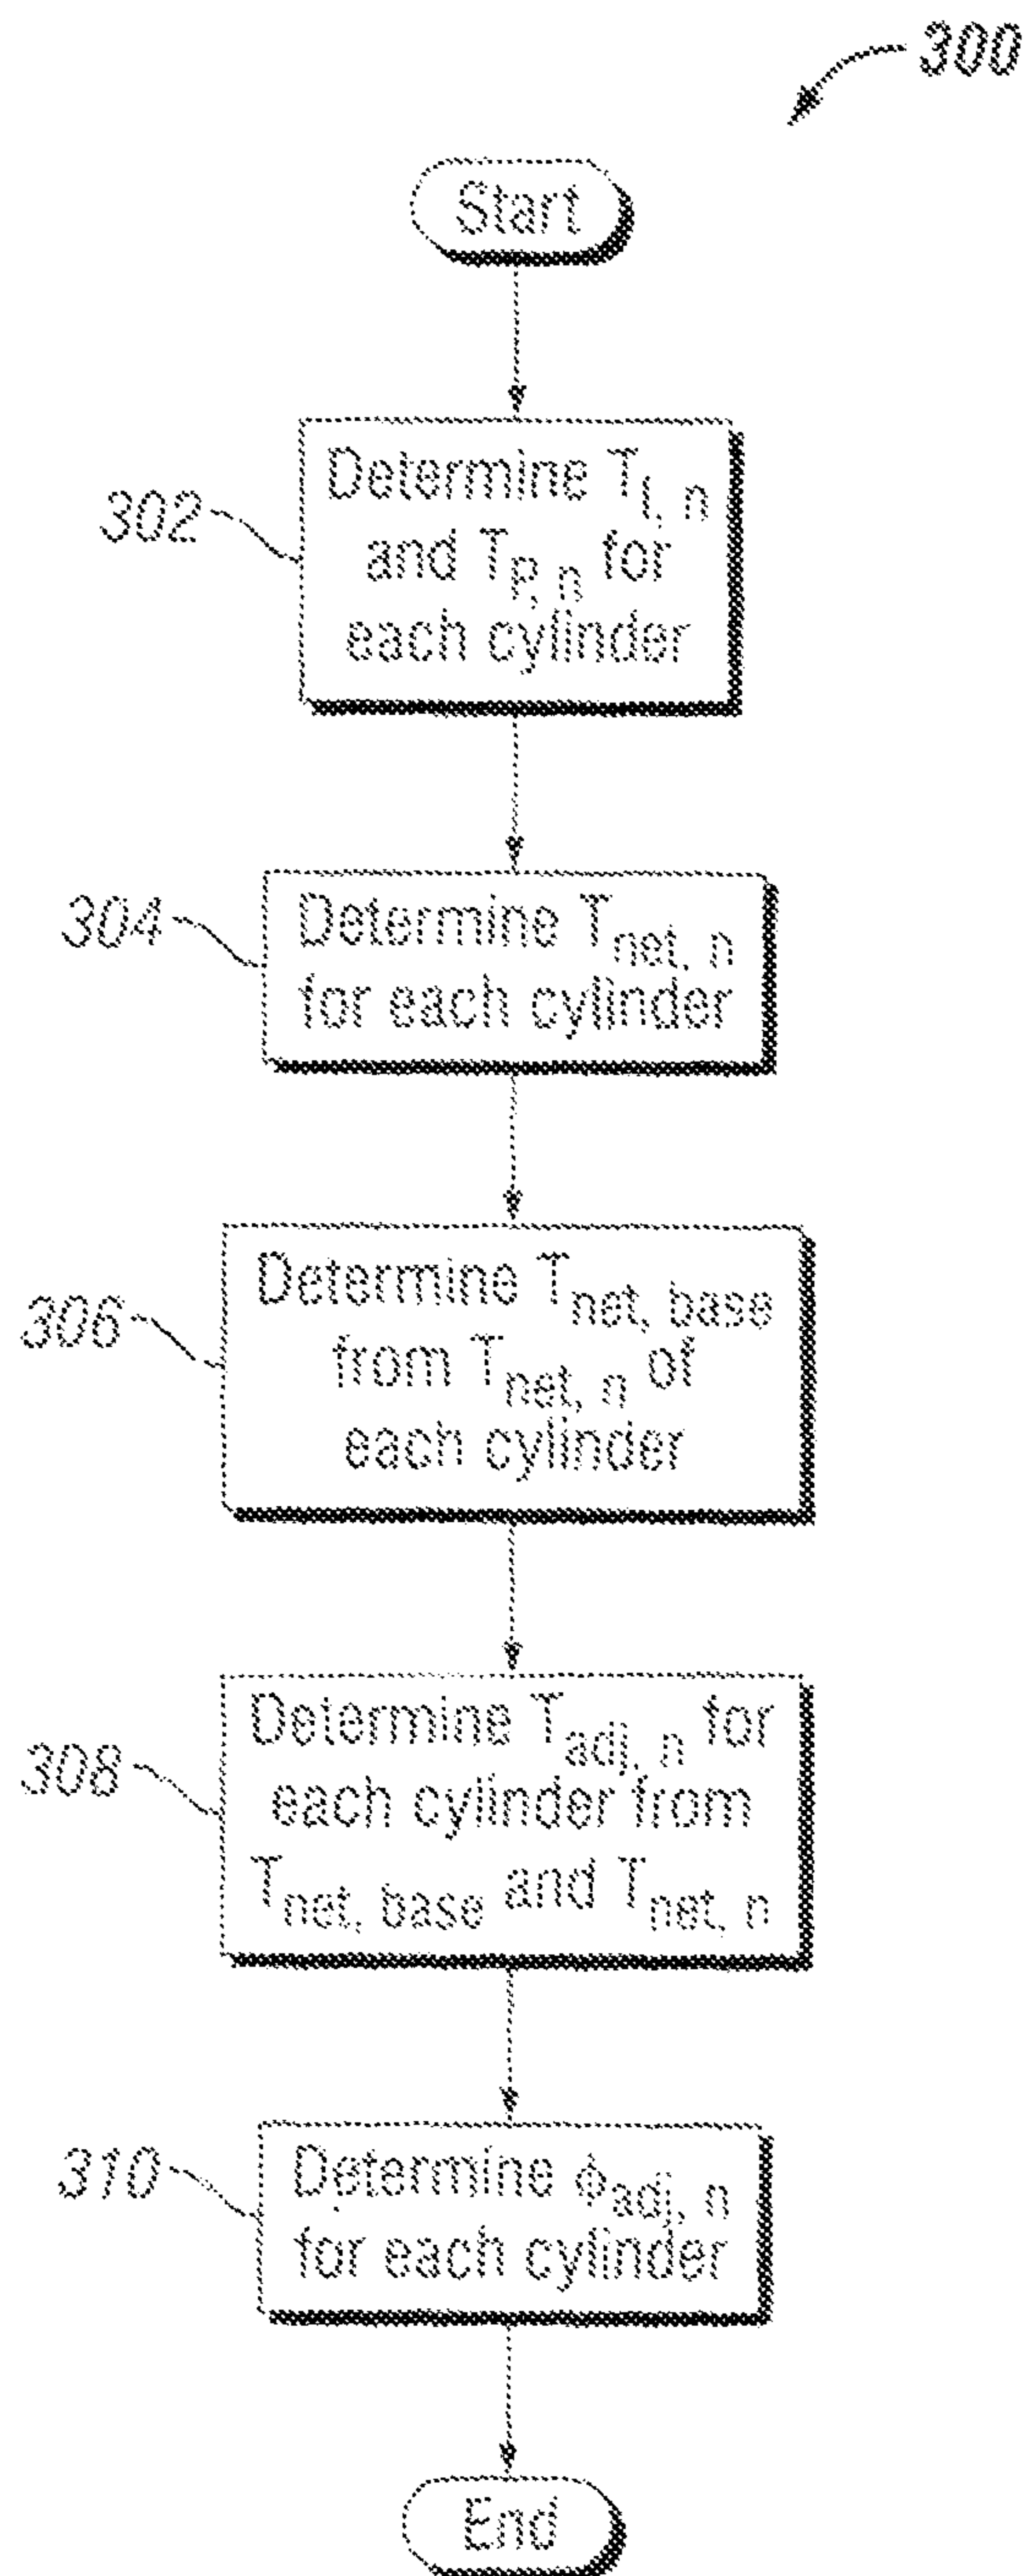 300
Start
302
Determine T_I, n
and T_P, n for
each cylinder
304
Determine T_net, n
for each cylinder
306
Determine T_net, base
from T_net, n of
each cylinder
308
Determine T_adj, n for
each cylinder from
T_net, base and T_net, n
310
Determine ϕ_adj, n
for each cylinder
End